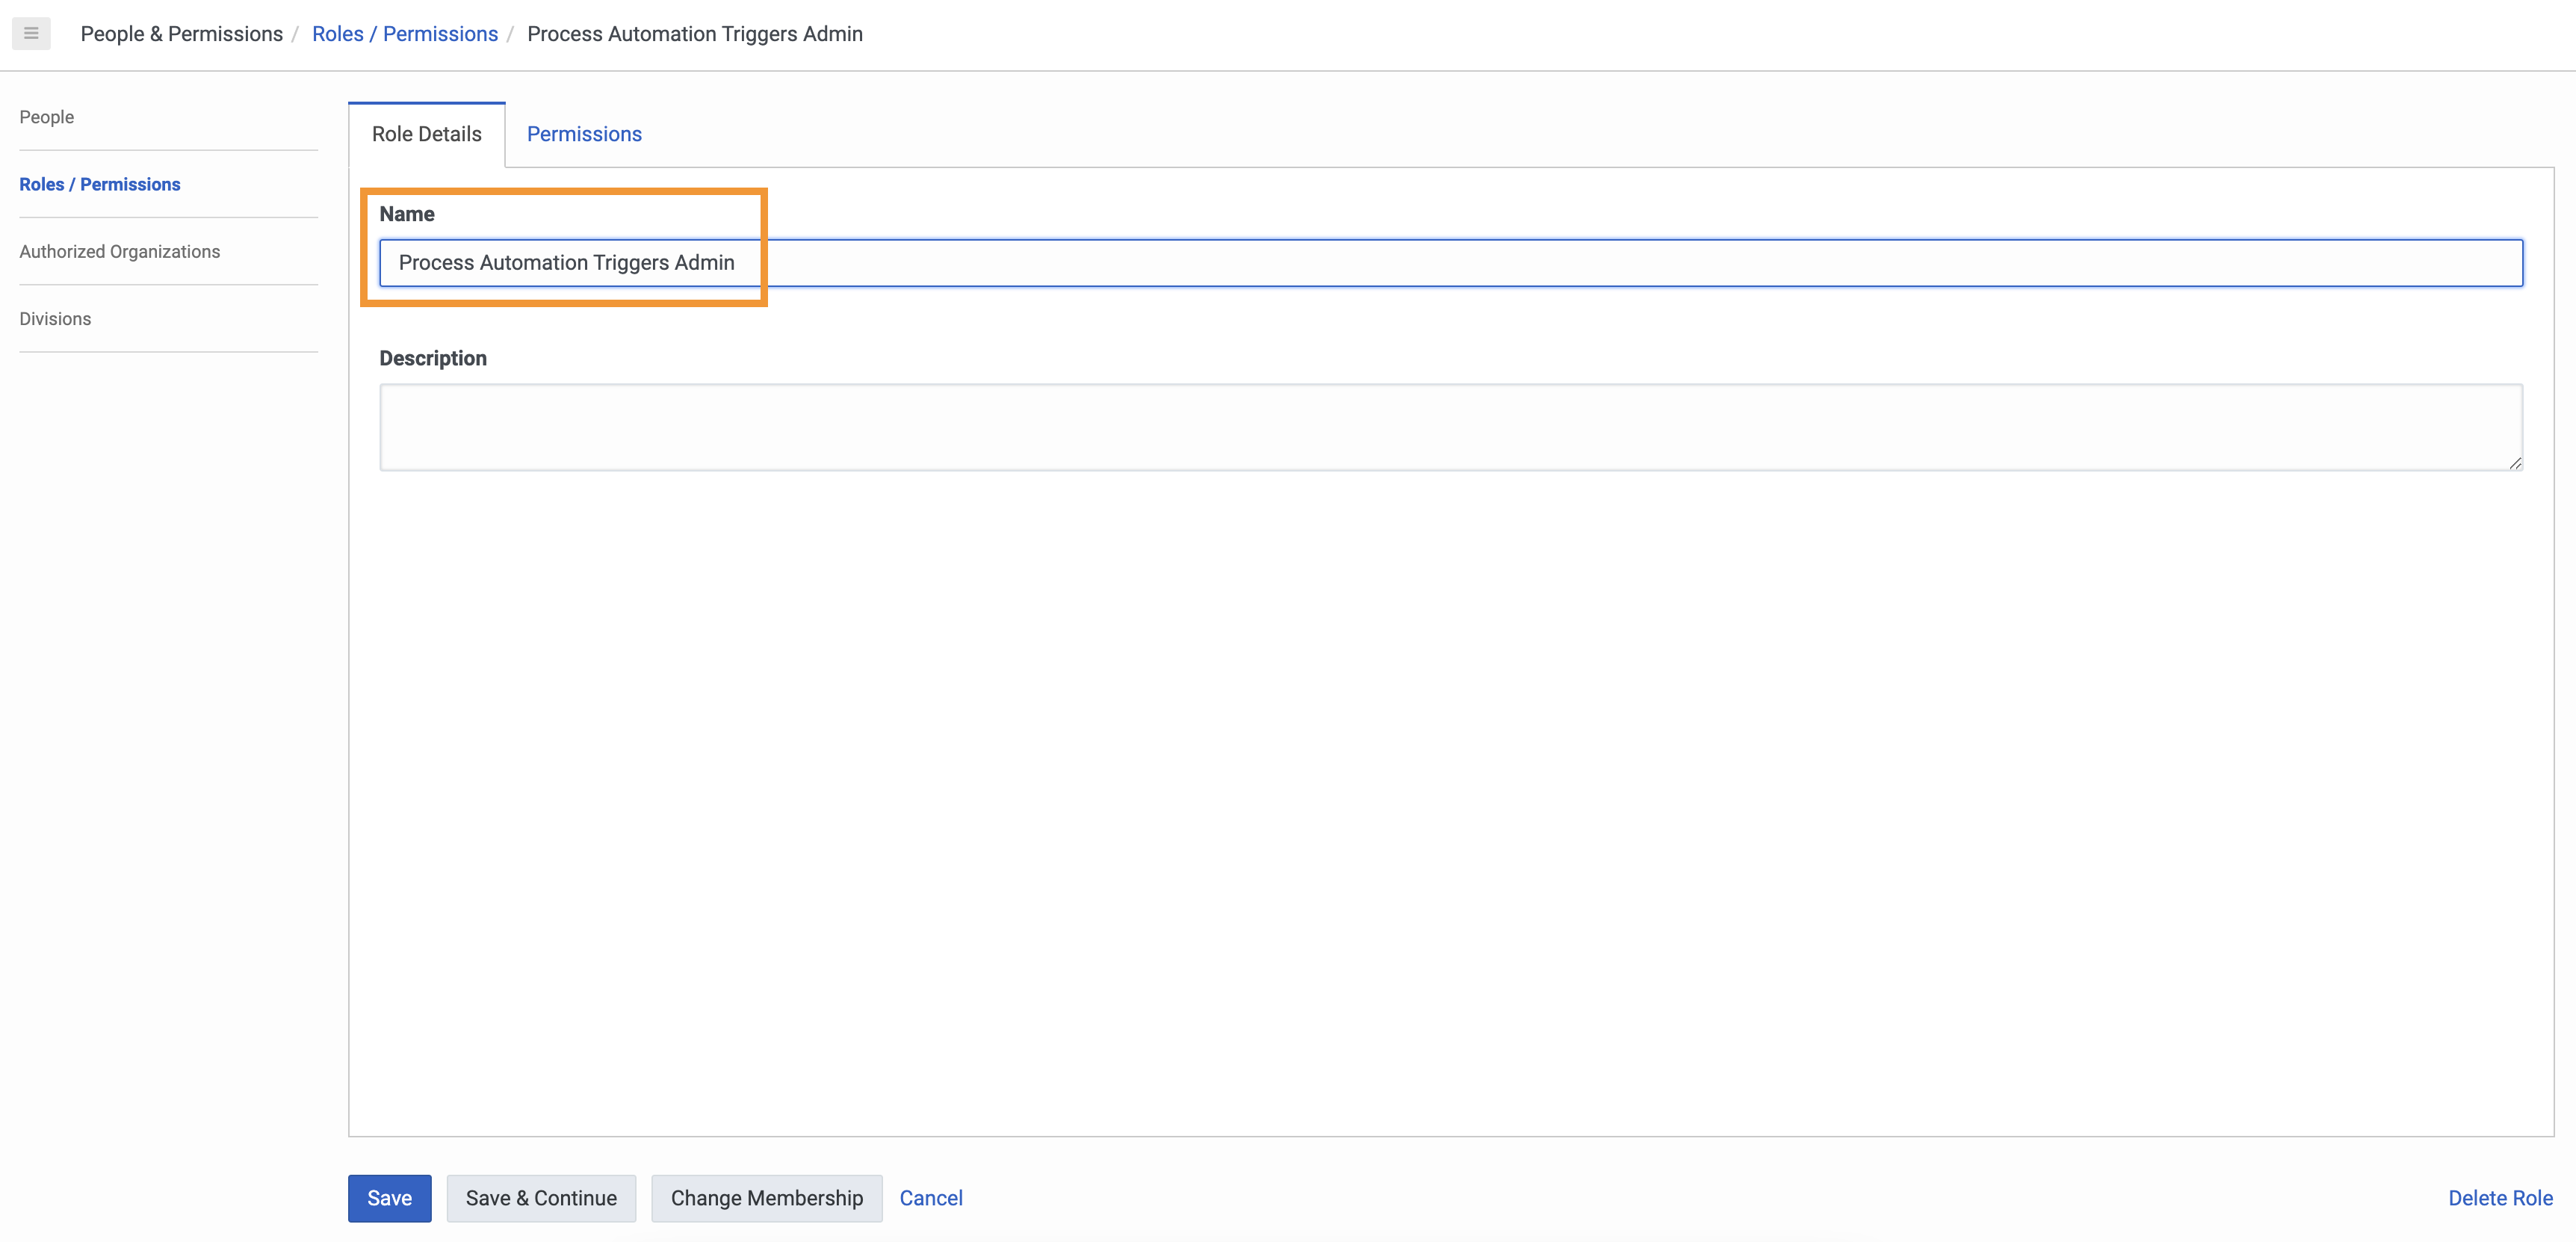 People & Permissions / Roles / Permissions / Process Automation Triggers Admin
People
Roles / Permissions
Authorized Organizations
Divisions
Role Details Permissions
Name
Process Automation Triggers Admin
Description
Save Save & Continue Change Membership Cancel Delete Role